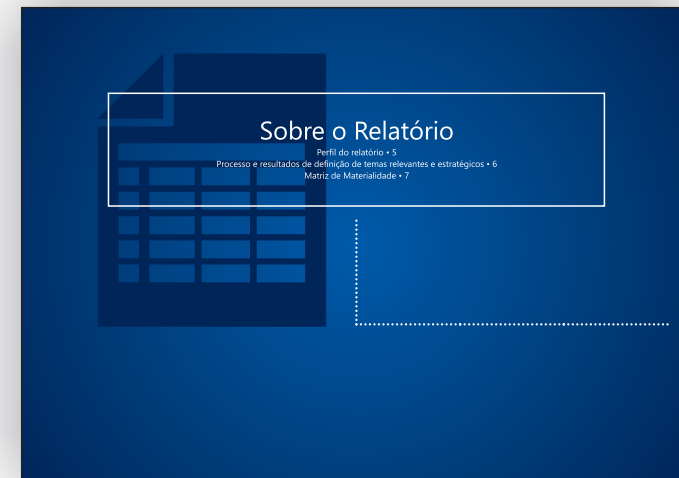 Sobre o Relatório
Perfil do relatório • 5
Processo e resultados de definição de temas relevantes e estratégicos • 6
Matriz de Materialidade • 7